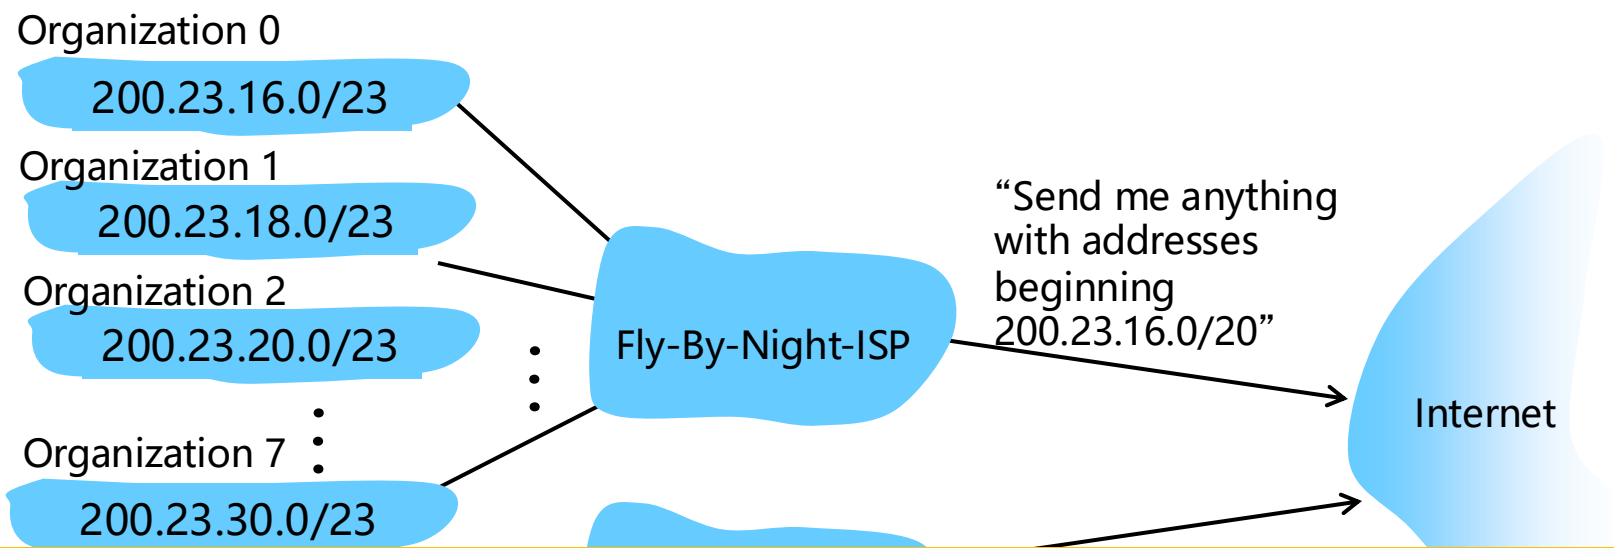 Organization 0
200.23.16.0/23
Organization 1
200.23.18.0/23
Organization 2
200.23.20.0/23
Organization 7
200.23.30.0/23
Fly-By-Night-ISP
“Send me anything
with addresses
beginning
200.23.16.0/20”
Internet